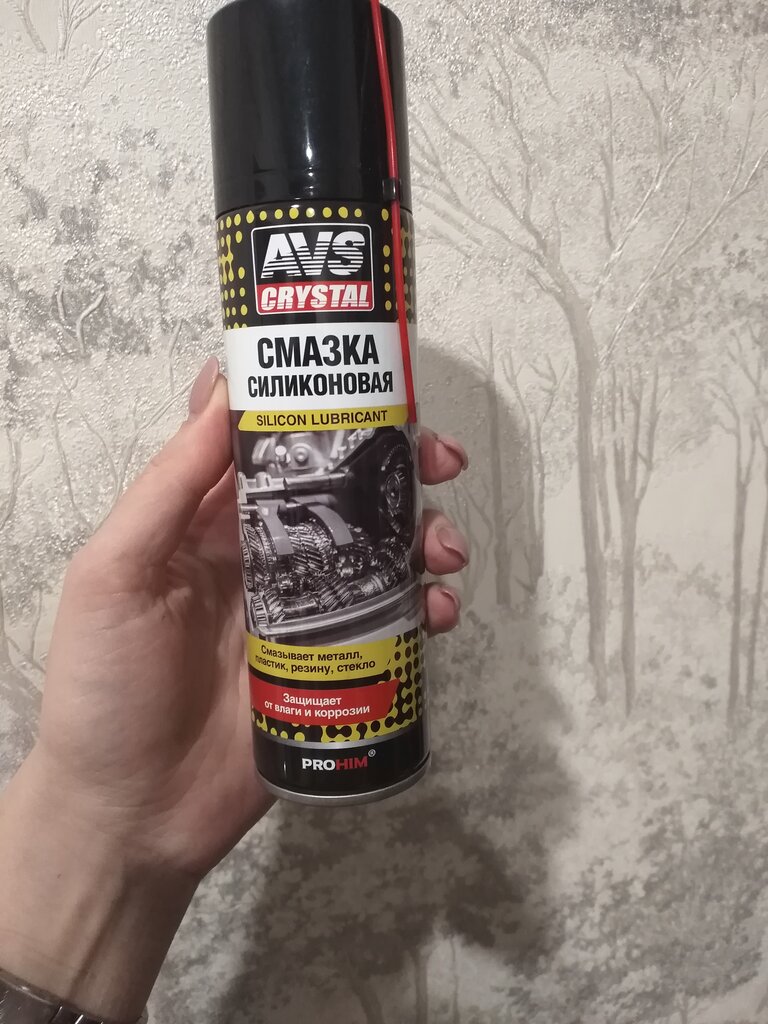 AVS
CRYSTAL
СМАЗКА
СИЛИКОНОВАЯ
SILICON LUBRICANT
Смазывает металл,
пластик, резину, стекло
Защищает
от влаги и коррозии
PROHIM®